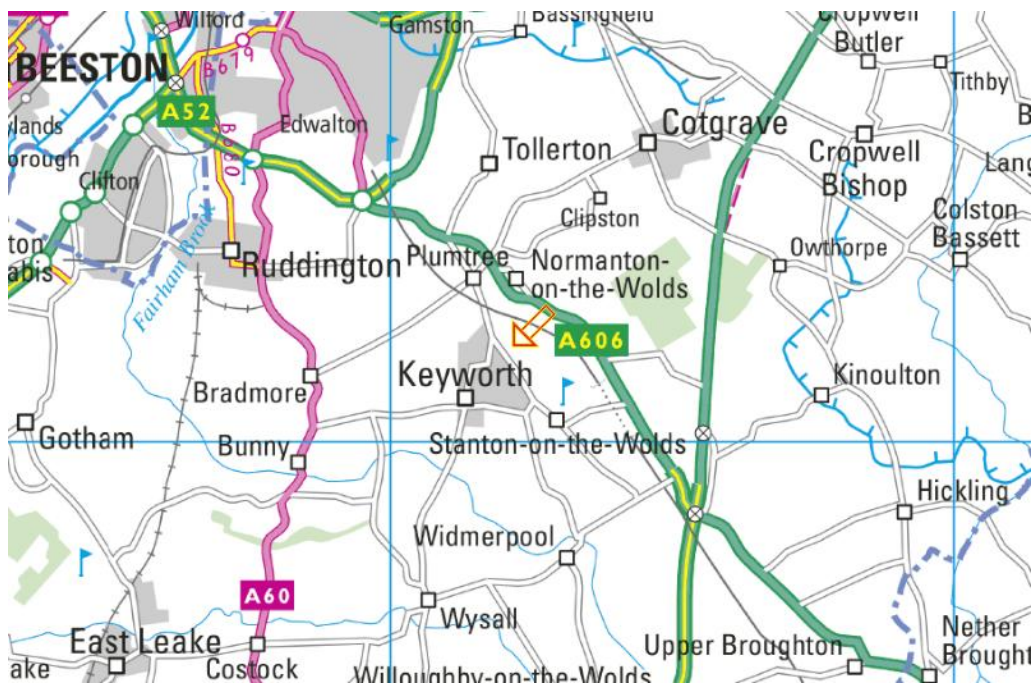 Wilford
Gamston
Bassingfield
Cropwell
Butler
BEESTON
B679
Tithby
A52
B680
Edwalton
Cotgrave
Tollerton
Cropwell
Bishop
Clifton
Clipston
Colston
Bassett
Fairham Brook
Ruddington
Plumtree
Normanton-
on-the-Wolds
Owthorpe
A606
Keyworth
Kinoulton
Bradmore
Gotham
Bunny
Stanton-on-the-Wolds
Hickling
Widmerpool
A60
Wysall
East Leake
Costock
Upper Broughton
Nether
Willoughby-on-the-Wolds